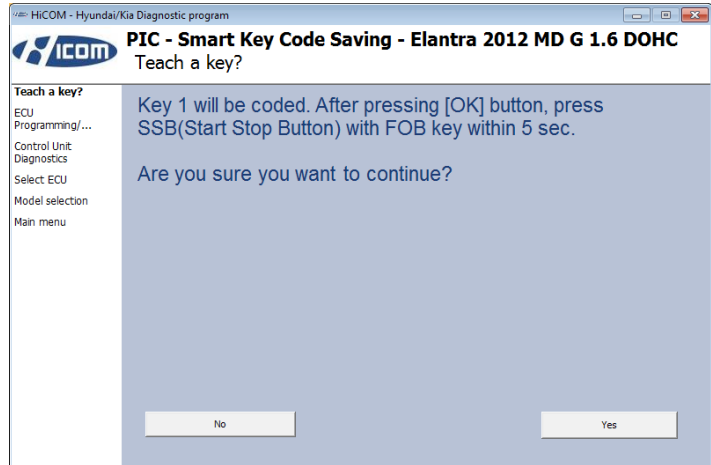 HiCOM - Hyundai/Kia Diagnostic program
HICOM
PIC - Smart Key Code Saving - Elantra 2012 MD G 1.6 DOHC
Teach a key?
Teach a key?
ECU
Programming/...
Control Unit
Diagnostics
Select ECU
Model selection
Main menu
Key 1 will be coded. After pressing [OK] button, press
SSB(Start Stop Button) with FOB key within 5 sec.
Are you sure you want to continue?
No
Yes